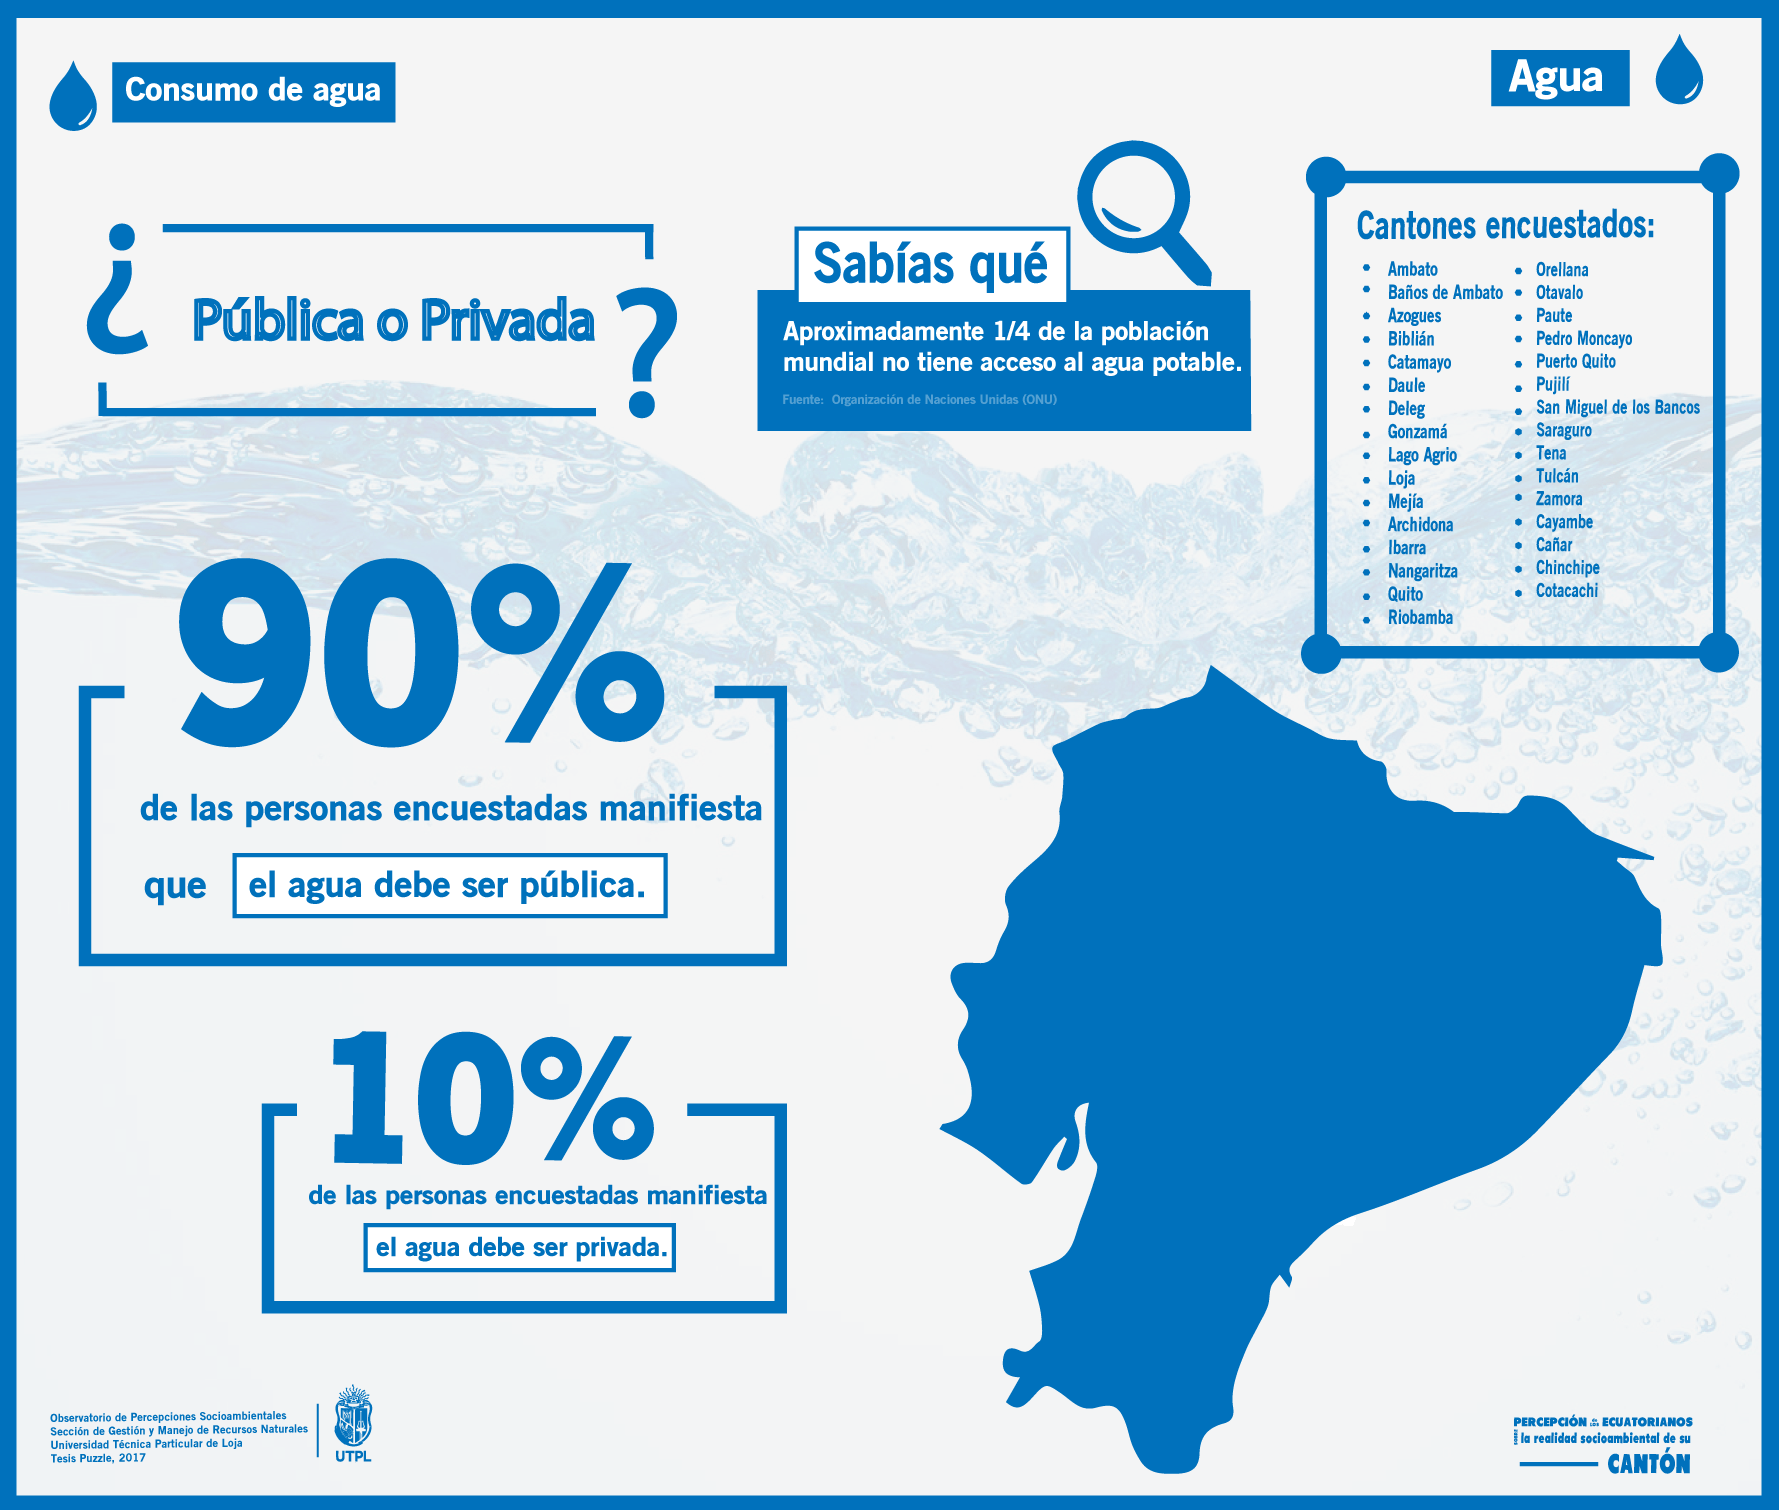 Consumo de agua
Agua
¿
Pública o Privada
?
Sabías qué
Aproximadamente 1/4 de la población
mundial no tiene acceso al agua potable.
Fuente: Organización de Naciones Unidas (ONU)
Cantones encuestados:
• Ambato
• Baños de Ambato
• Azogues
• Biblián
• Catamayo
• Daule
• Deleg
• Gonzamá
• Lago Agrio
• Loja
• Mejía
• Archidona
• Ibarra
• Nangaritza
• Quito
• Riobamba
• Orellana
• Otavalo
• Paute
• Pedro Moncayo
• Puerto Quito
• Pujilí
• San Miguel de los Bancos
• Saraguro
• Tena
• Tulcán
• Zamora
• Cayambe
• Cañar
• Chinchipe
• Cotacachi
90%
de las personas encuestadas manifiesta
que el agua debe ser pública.
10%
de las personas encuestadas manifiesta
el agua debe ser privada.
Observatorio de Percepciones Socioambientales
Sección de Gestión y Manejo de Recursos Naturales
Universidad Técnica Particular de Loja
Tesis Puzzle, 2017
UTPL
PERCEPCIÓN de LOS ECUATORIANOS
SOBRE la realidad socioambiental de su
CANTÓN